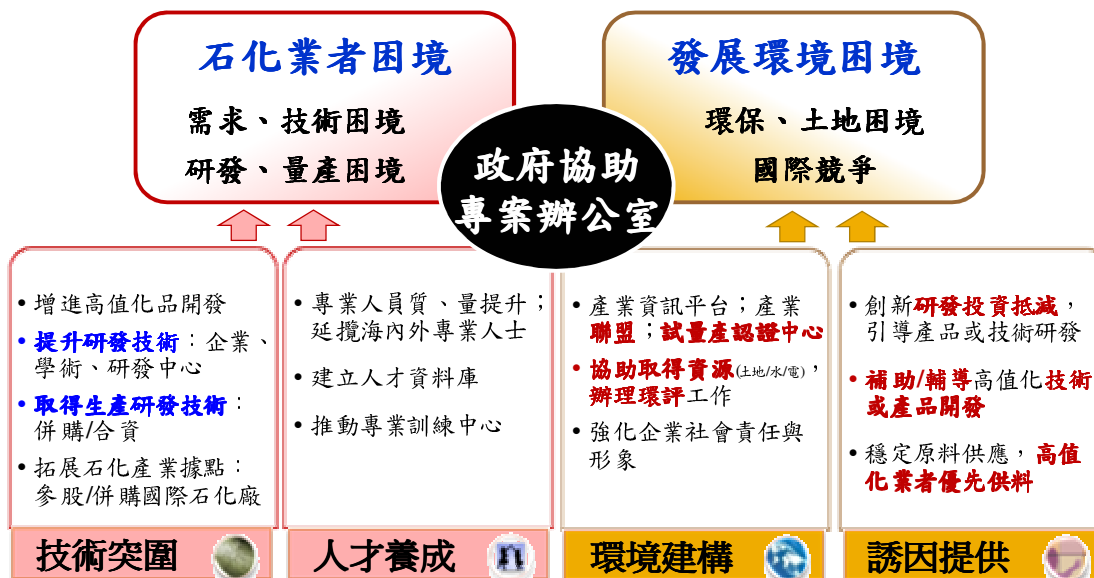 石化業者困境
需求、技術困境
研發、量產困境
發展環境困境
環保、土地困境
國際競爭
政府協助
專案辦公室
• 增進高值化品開發
• 提升研發技術：企業、
學術、研發中心
• 取得生產研發技術：
併購/合資
• 拓展石化產業據點：
參股/併購國際石化廠
技術突圍
• 專業人員質、量提升；
延攬海內外專業人士
• 建立人才資料庫
• 推動專業訓練中心
人才養成
• 產業資訊平台；產業
聯盟；試量產認證中心
• 協助取得資源(土地/水/電)，
辦理環評工作
• 強化企業社會責任與
形象
環境建構
• 創新研發投資抵減，
引導產品或技術研發
• 補助/輔導高值化技術
或產品開發
• 穩定原料供應，高值
化業者優先供料
誘因提供